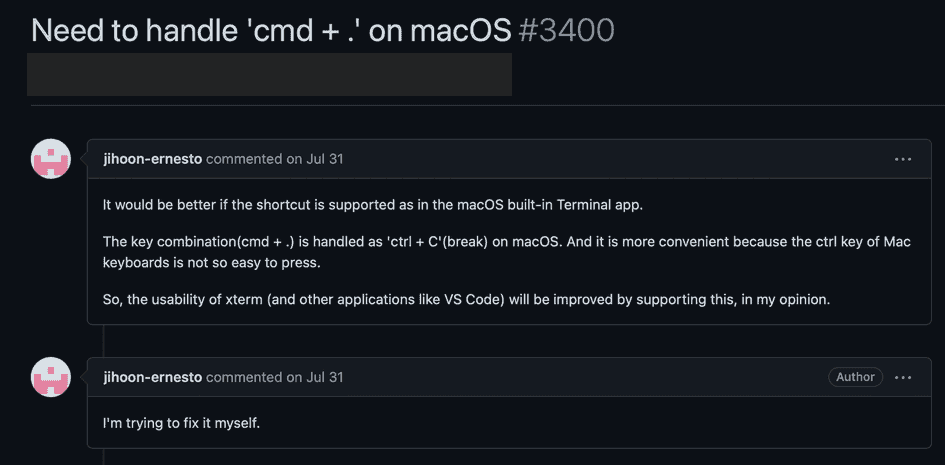 Need to handle 'cmd + .' on macOS #3400
jihoon-ernesto commented on Jul 31
It would be better if the shortcut is supported as in the macOS built-in Terminal app.
The key combination(cmd + .) is handled as 'ctrl + C'(break) on macOS. And it is more convenient because the ctrl key of Mac
keyboards is not so easy to press.
So, the usability of xterm (and other applications like VS Code) will be improved by supporting this, in my opinion.
jihoon-ernesto commented on Jul 31 Author
I'm trying to fix it myself.